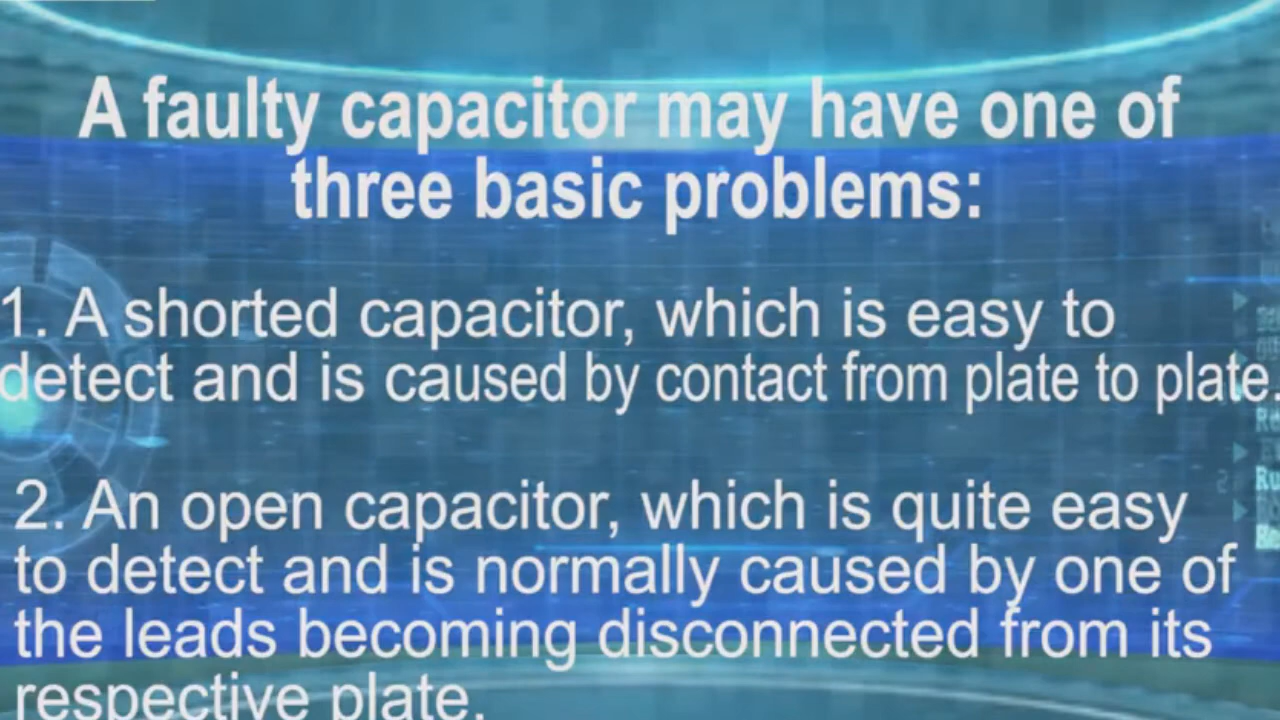 A faulty capacitor may have one of
three basic problems:
1. A shorted capacitor, which is easy to
detect and is caused by contact from plate to plate.
2. An open capacitor, which is quite easy
to detect and is normally caused by one of
the leads becoming disconnected from its
respective plate.